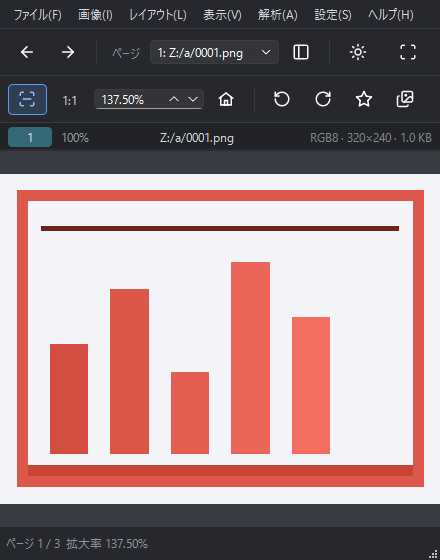 ファイル(F) 画像(I) レイアウト(L) 表示(V) 解析(A) 設定(S) ヘルプ(H)
ページ 1: Z:/a/0001.png
1:1 137.50%
1 100% Z:/a/0001.png RGB8 · 320×240 · 1.0 KB
ページ 1 / 3 拡大率 137.50%